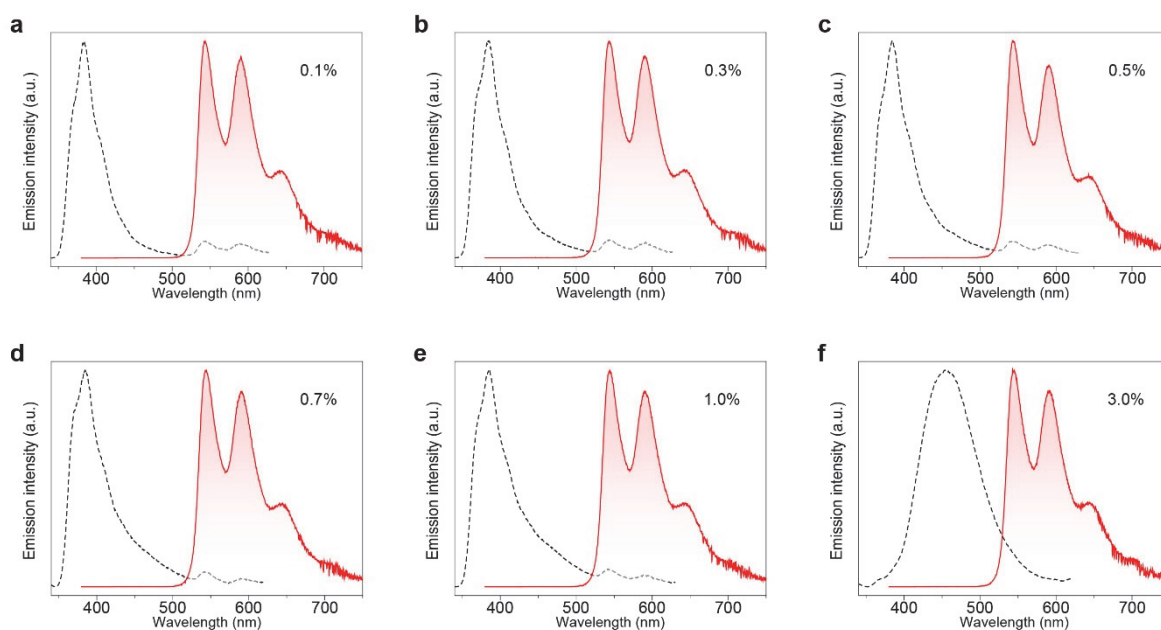 a
Emission intensity (a.u.)
0.1%
400 500 600 700
Wavelength (nm)
b
Emission intensity (a.u.)
0.3%
400 500 600 700
Wavelength (nm)
c
Emission intensity (a.u.)
0.5%
400 500 600 700
Wavelength (nm)
d
Emission intensity (a.u.)
0.7%
400 500 600 700
Wavelength (nm)
e
Emission intensity (a.u.)
1.0%
400 500 600 700
Wavelength (nm)
f
Emission intensity (a.u.)
3.0%
400 500 600 700
Wavelength (nm)